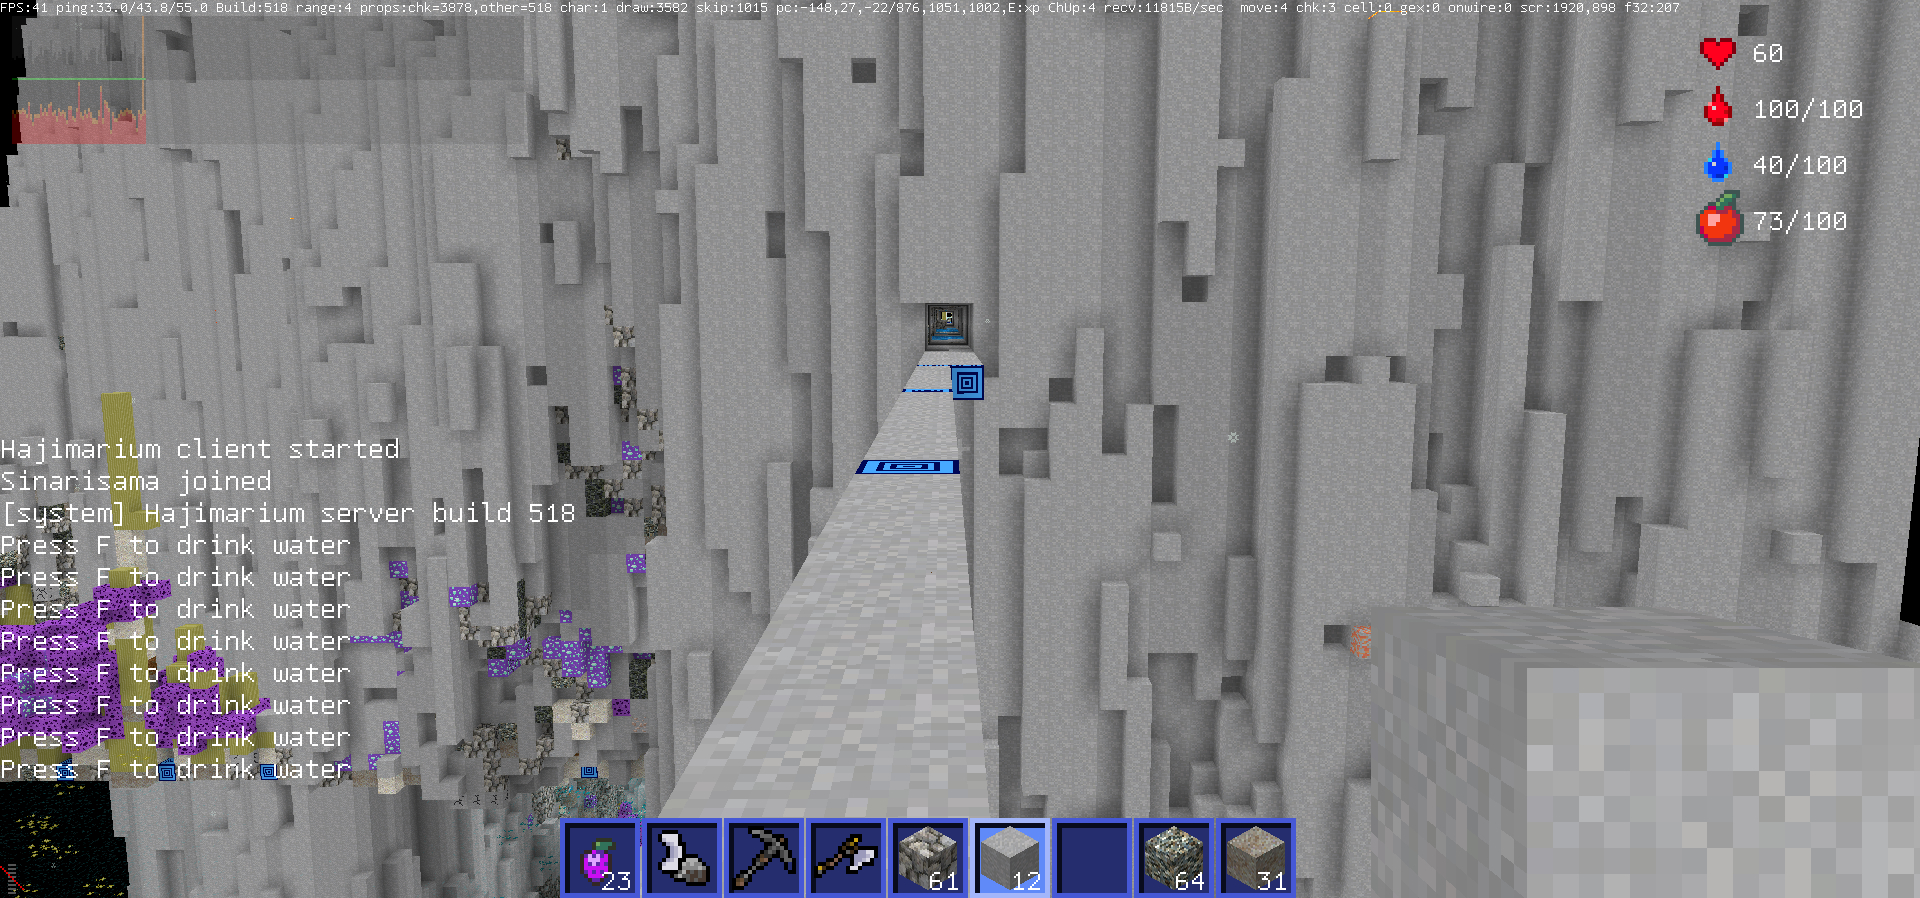 FPS:41 ping:33.0/43.8/55.0 Build:518 range:4 props:chk=3878,other=518 char:1 draw:3582 skip:1015 pc:-148,27,-22/876,1051,1002,E:xp ChUp:4 recv:11815B/sec  move:4 chk:3 cell:0 gex:0 onwire:0 scr:1920,898 f32:207
60
100/100
40/100
73/100
Hajimarium client started
Sinarisama joined
[system] Hajimarium server build 518
Press F to drink water
Press F to drink water
Press F to drink water
Press F to drink water
Press F to drink water
Press F to drink water
Press F to drink water
Press F to drink water
23 61 12 64 31